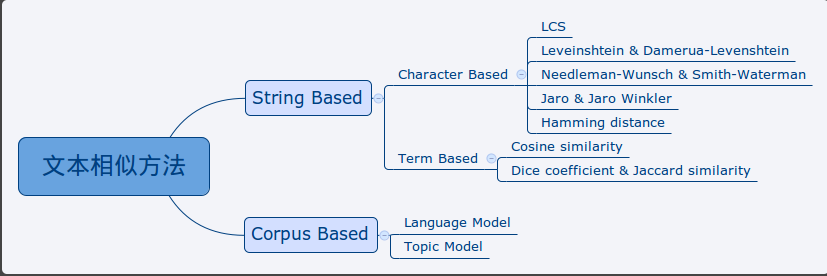 文本相似方法
String Based
Character Based
LCS
Leveinshtein & Damerua-Levenshtein
Needleman-Wunsch & Smith-Waterman
Jaro & Jaro Winkler
Hamming distance
Term Based
Cosine similarity
Dice coefficient & Jaccard similarity
Corpus Based
Language Model
Topic Model